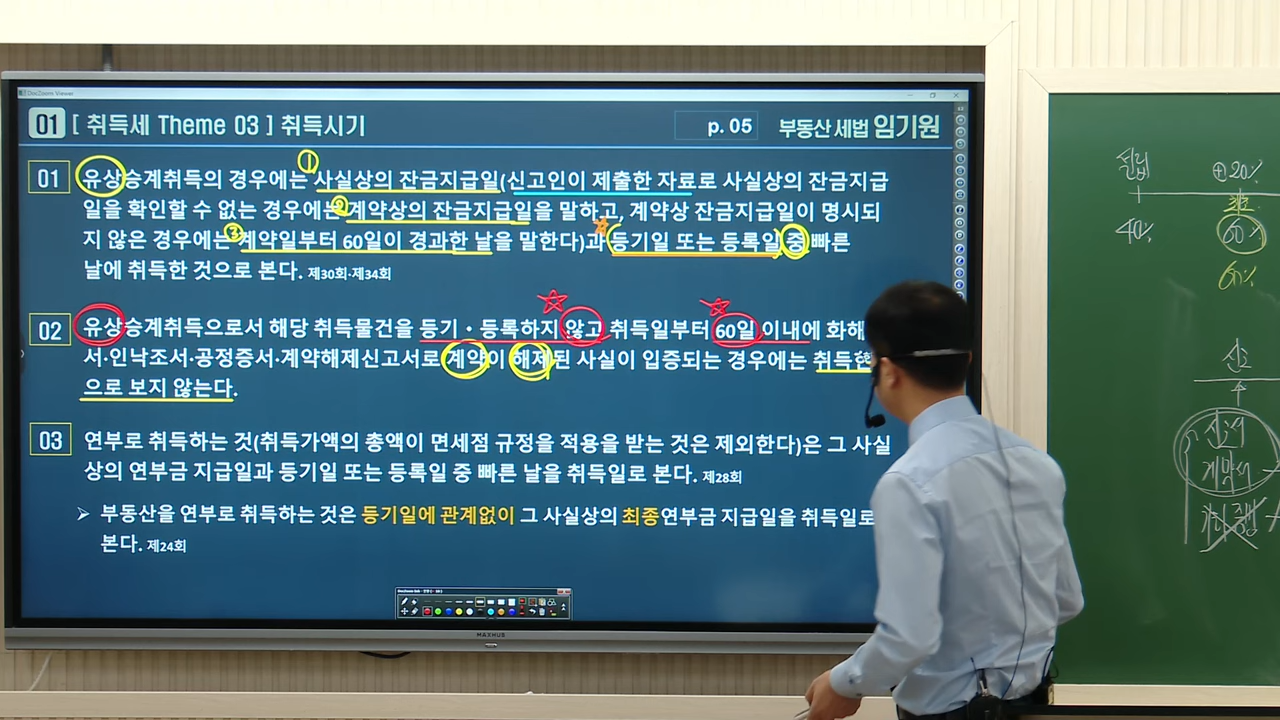 DocZoom Viewer
01 [ 취득세 Theme 03 ] 취득시기
p. 05
부동산 세법 임기원
01 유상승계취득의 경우에는 사실상의 잔금지급일(신고인이 제출한 자료로 사실상의 잔금지급
일을 확인할 수 없는 경우에는 계약상의 잔금지급일을 말하고, 계약상 잔금지급일이 명시되
지 않은 경우에는 계약일부터 60일이 경과한 날을 말한다)과 등기일 또는 등록일 중 빠른
날에 취득한 것으로 본다. 제30회·제34회
① ② ③
02 유상승계취득으로서 해당 취득물건을 등기·등록하지 않고 취득일부터 60일 이내에 화해
서·인낙조서·공정증서·계약해제신고서로 계약이 해제된 사실이 입증되는 경우에는 취득한
으로 보지 않는다.
03 연부로 취득하는 것(취득가액의 총액이 면세점 규정을 적용을 받는 것은 제외한다)은 그 사실
상의 연부금 지급일과 등기일 또는 등록일 중 빠른 날을 취득일로 본다. 제28회
➢ 부동산을 연부로 취득하는 것은 등기일에 관계없이 그 사실상의 최종연부금 지급일을 취득일로
본다. 제24회
MAXHUB
⊕20%
40%
60%
60%